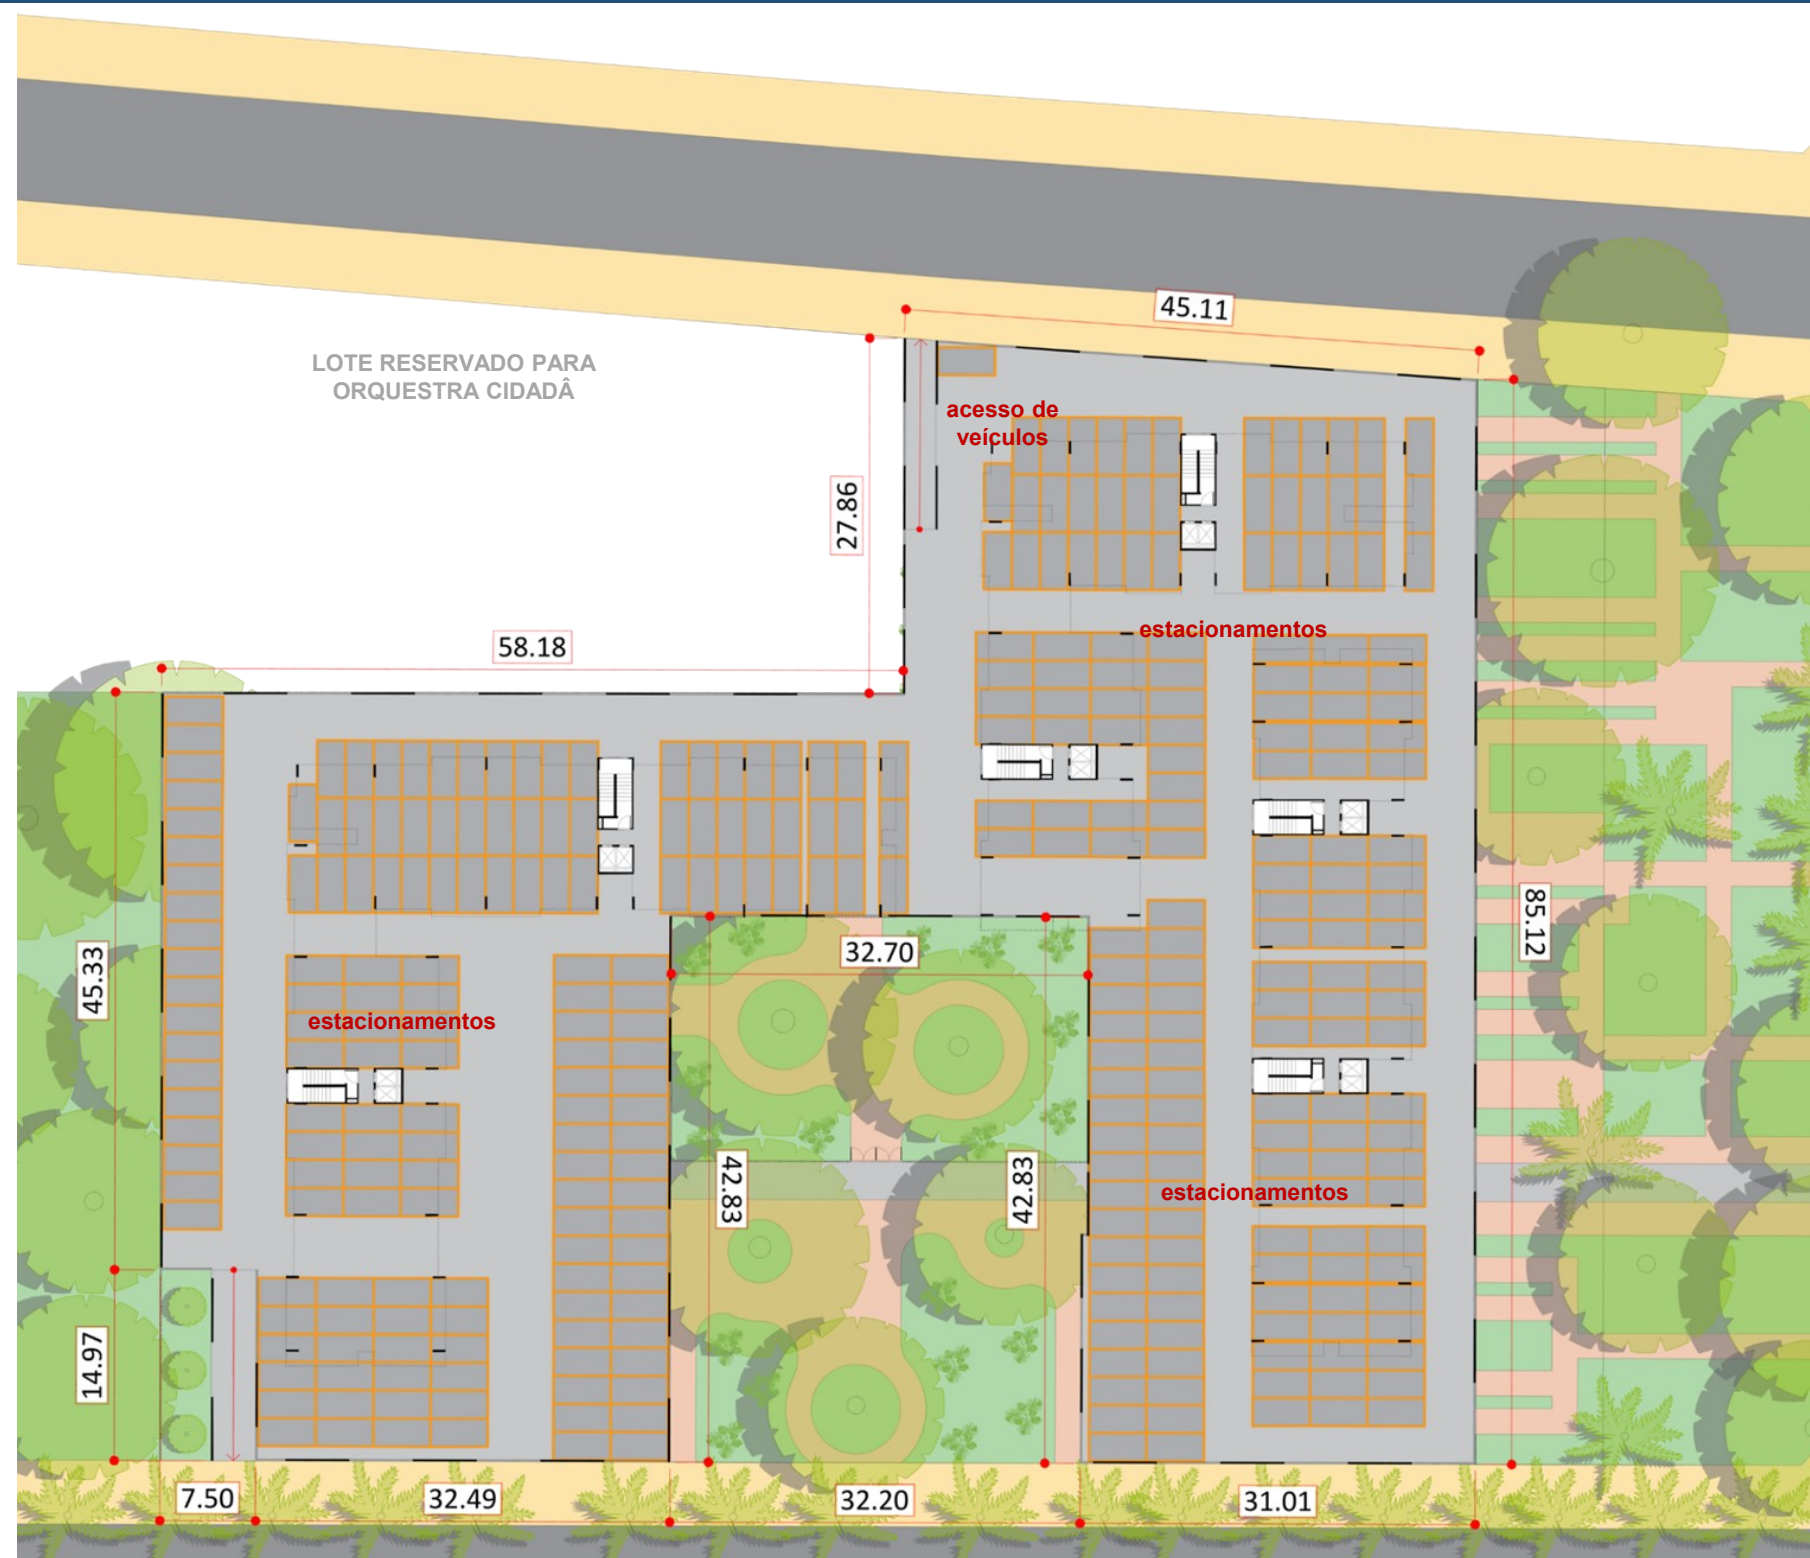 45.11
LOTE RESERVADO PARA
ORQUESTRA CIDADÂ
acesso de
veículos
27.86
estacionamentos
58.18
32.70
85.12
45.33
estacionamentos
42.83
42.83
estacionamentos
14.97
7.50
32.49
32.20
31.01